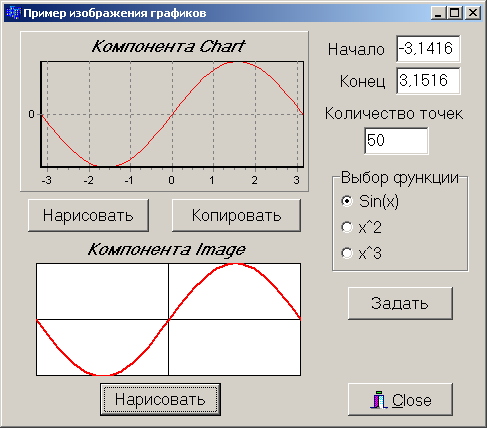 Пример изображения графиков
Компонента Chart
0
-3 -2 -1 0 1 2 3
Нарисовать Копировать
Компонента Image
Нарисовать
Начало -3,1416
Конец 3,1516
Количество точек
50
Выбор функции
Sin(x)
x^2
x^3
Задать
Close